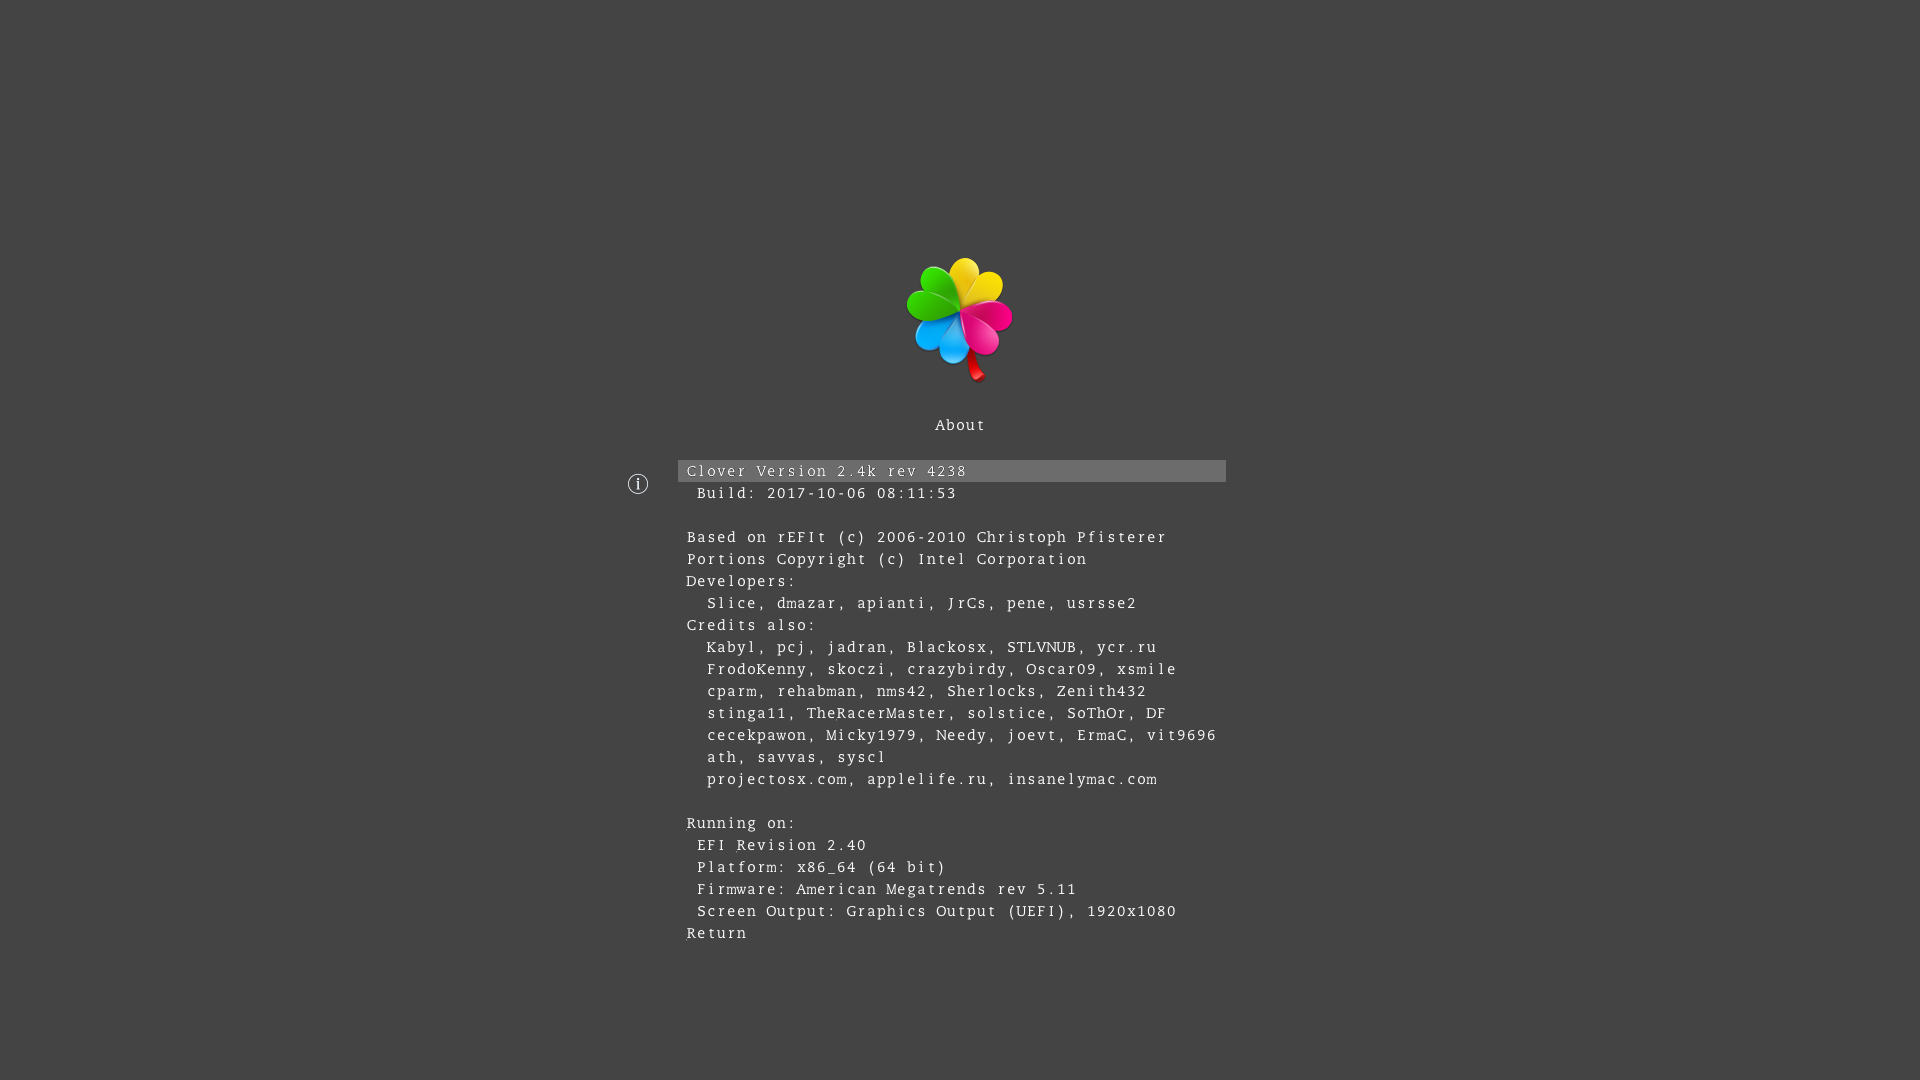 About
Clover Version 2.4k rev 4238
Build: 2017-10-06 08:11:53
Based on rEFIt (c) 2006-2010 Christoph Pfisterer
Portions Copyright (c) Intel Corporation
Developers:
Slice, dmazar, apianti, JrCs, pene, usrsse2
Credits also:
Kabyl, pcj, jadran, Blackosx, STLVNUB, ycr.ru
FrodoKenny, skoczi, crazybirdy, Oscar09, xsmile
cparm, rehabman, nms42, Sherlocks, Zenith432
stinga11, TheRacerMaster, solstice, SoThOr, DF
cecekpawon, Micky1979, Needy, joevt, ErmaC, vit9696
ath, savvas, syscl
projectosx.com, applelife.ru, insanelymac.com
Running on:
EFI Revision 2.40
Platform: x86_64 (64 bit)
Firmware: American Megatrends rev 5.11
Screen Output: Graphics Output (UEFI), 1920x1080
Return